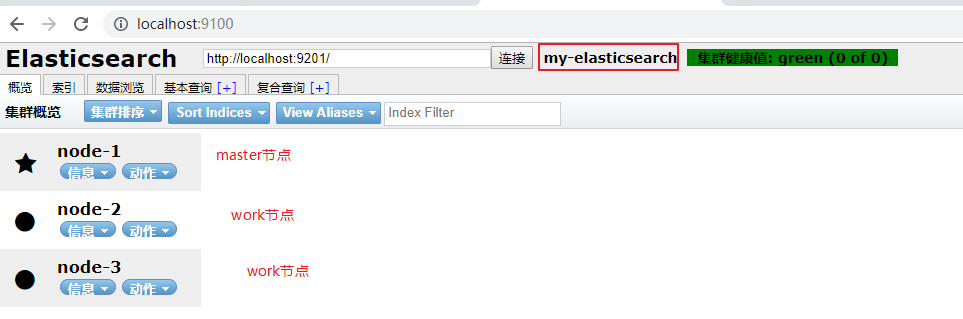 localhost:9100
Elasticsearch http://localhost:9201/ 连接 my-elasticsearch 集群健康值: green (0 of 0)
概览 索引 数据浏览 基本查询 [+] 复合查询 [+]
集群概览 集群排序 Sort Indices View Aliases Index Filter
node-1 master节点
信息 动作
node-2 work节点
信息 动作
node-3 work节点
信息 动作